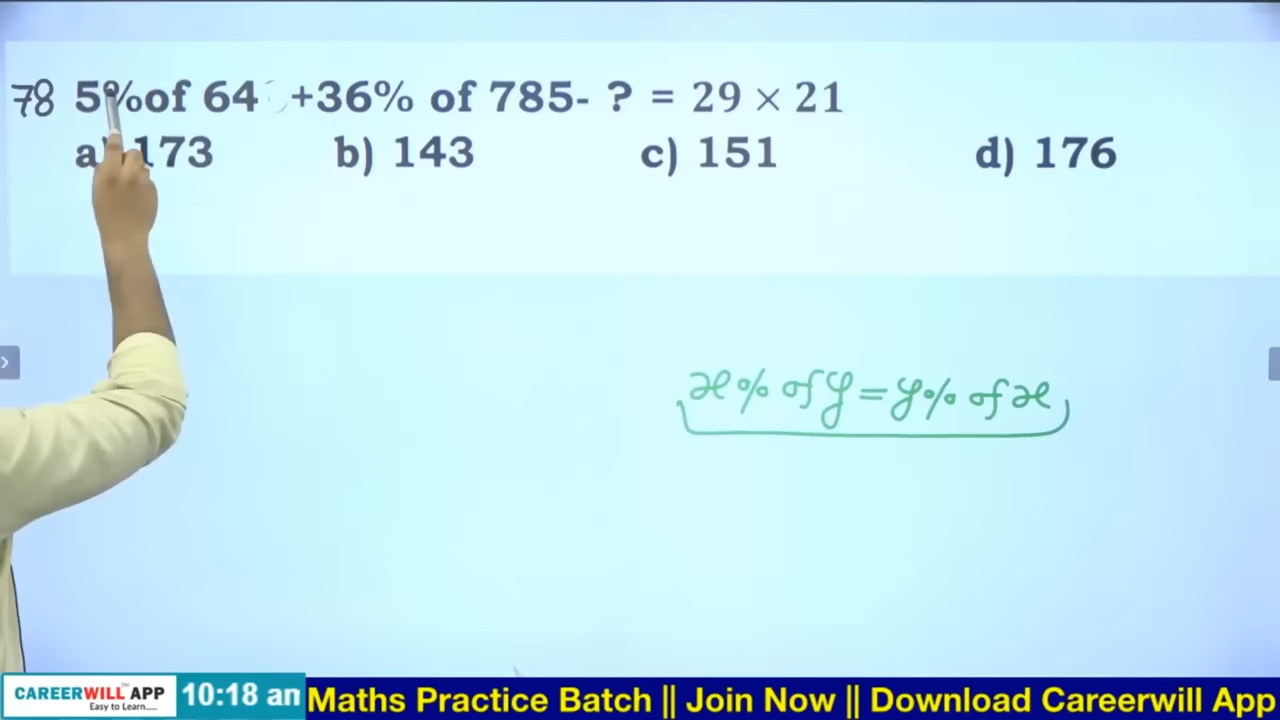 78 5%of 64 +36% of 785- ? = 29 × 21
a) 173 b) 143 c) 151 d) 176
x% of y = y% of x
CAREERWILL APP
Easy to Learn.....
10:18 am
Maths Practice Batch || Join Now || Download Careerwill App